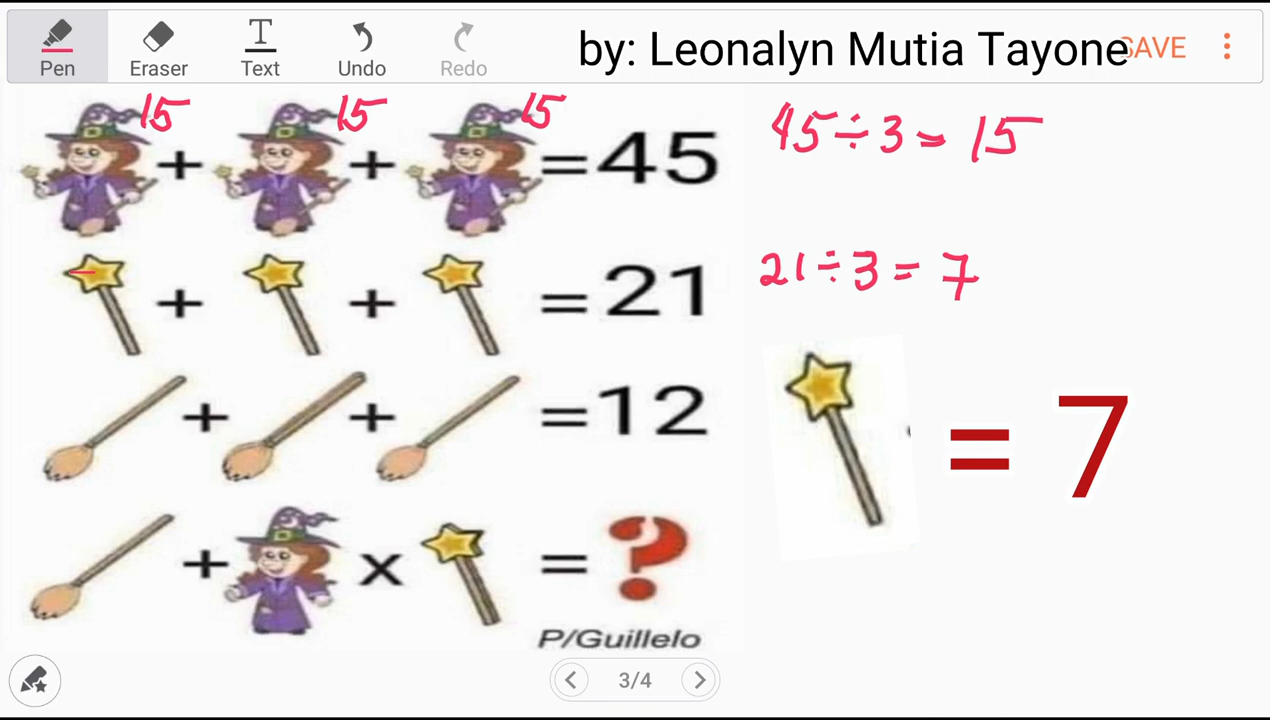 Pen Eraser Text Undo Redo by: Leonalyn Mutia Tayone SAVE
15 15 15
+ + = 45 45÷3 = 15
+ + = 21 21÷3 = 7
+ + = 12 = 7
+ x = ?
P/Guillelo
3/4